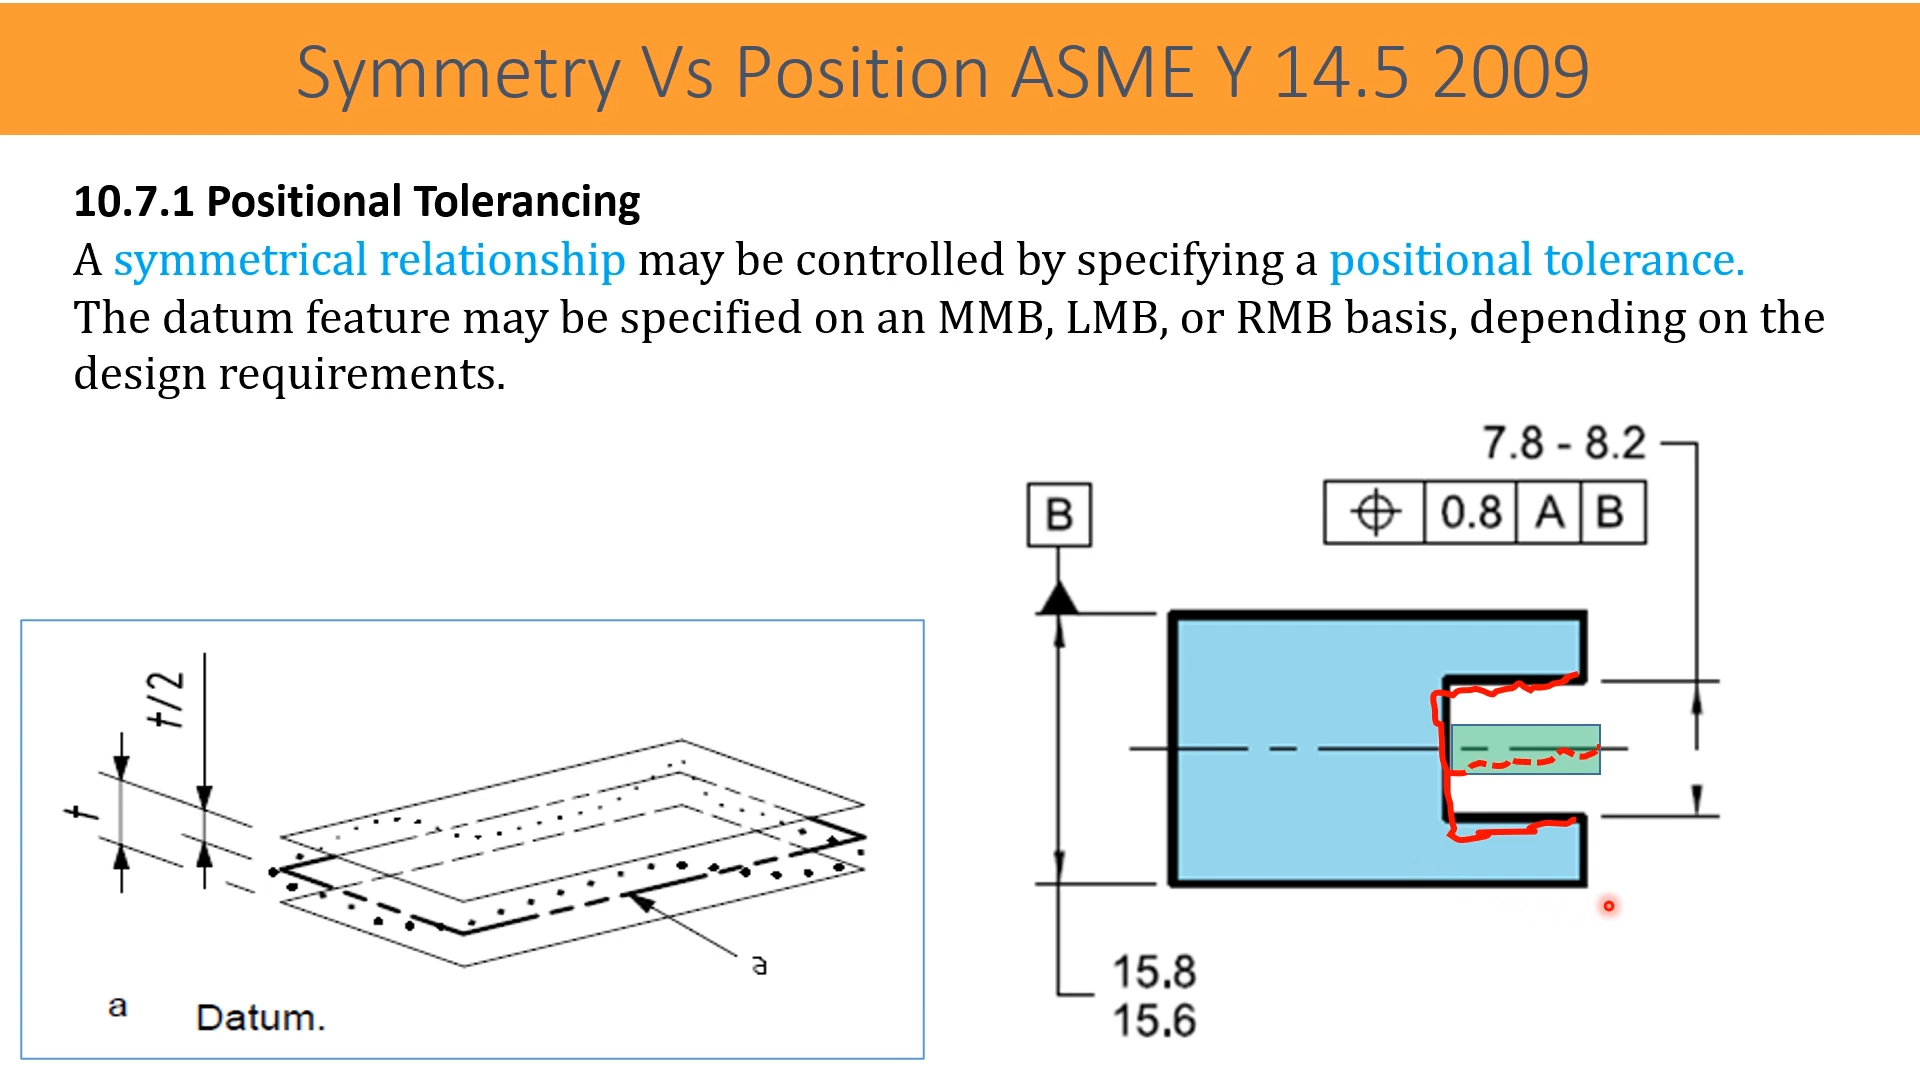 Symmetry Vs Position ASME Y 14.5 2009
10.7.1 Positional Tolerancing
A symmetrical relationship may be controlled by specifying a positional tolerance.
The datum feature may be specified on an MMB, LMB, or RMB basis, depending on the
design requirements.
7.8 - 8.2
B
⌖ 0.8 A B
t/2
t
a
a Datum.
15.8
15.6